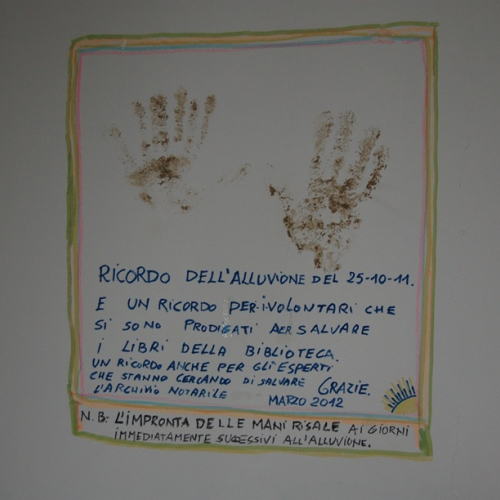 RICORDO DELL'ALLUVIONE DEL 25-10-11.
E UN RICORDO PER I VOLONTARI CHE
SI SONO PRODIGATI PER SALVARE
I LIBRI DELLA BIBLIOTECA.
UN RICORDO ANCHE PER GLI ESPERTI
CHE STANNO CERCANDO DI SALVARE
L'ARCHIVIO NOTARILE GRAZIE.
MARZO 2012
N.B: L'IMPRONTA DELLE MANI RISALE AI GIORNI
IMMEDIATAMENTE SUCCESSIVI ALL'ALLUVIONE.